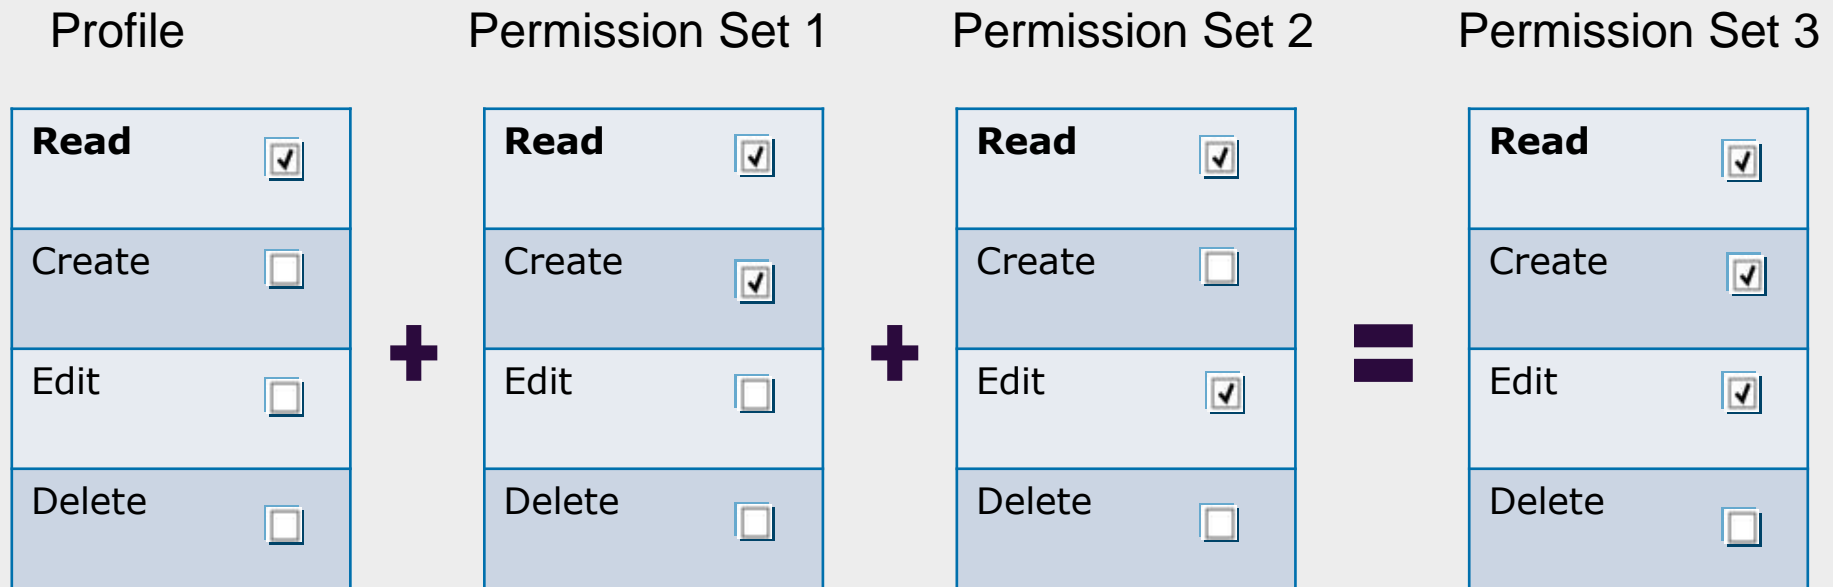 Profile
Permission Set 1
Permission Set 2
Permission Set 3
Read
Read
Read
Read
Create
Create
Create
Create
+
+
=
Edit
Edit
Edit
Edit
Delete
Delete
Delete
Delete